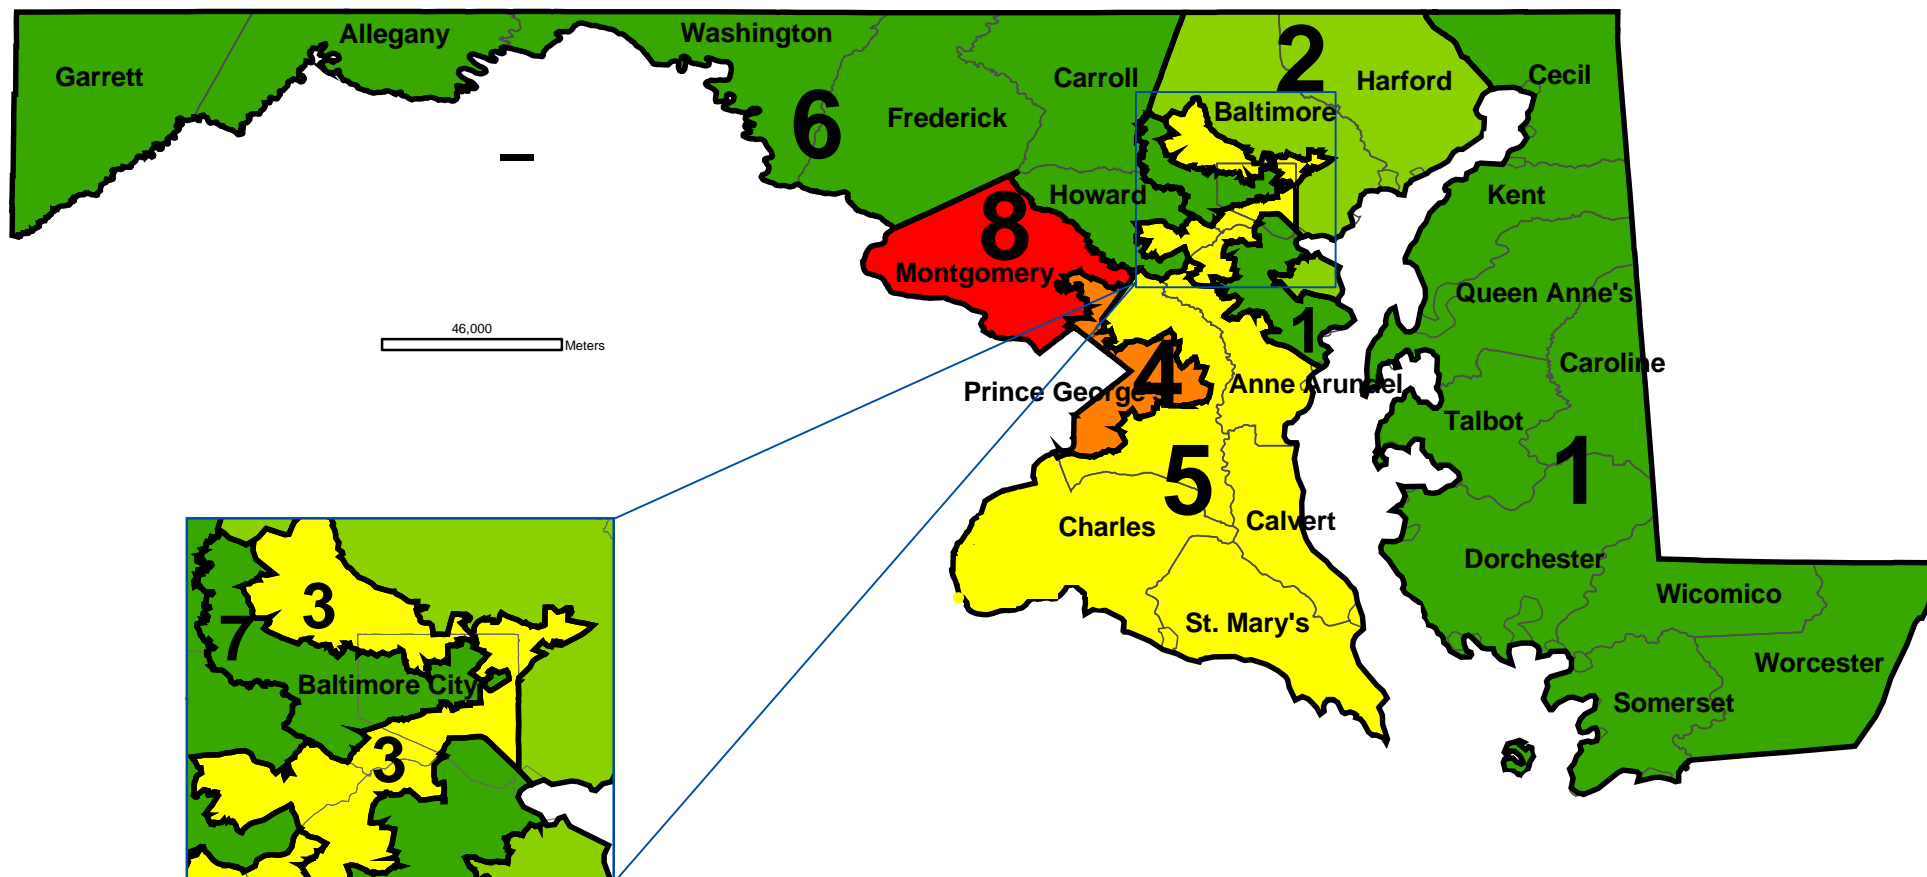 Allegany
Washington
2
Garrett
Carroll
Harford
Cecil
6
Frederick
Baltimore
Howard
Kent
8
Montgomery
Queen Anne's
46,000
Meters
1
Caroline
Prince George
4
Anne Arundel
Talbot
1
5
Charles
Calvert
Dorchester
Wicomico
3
St. Mary's
7
Worcester
Baltimore City
Somerset
3